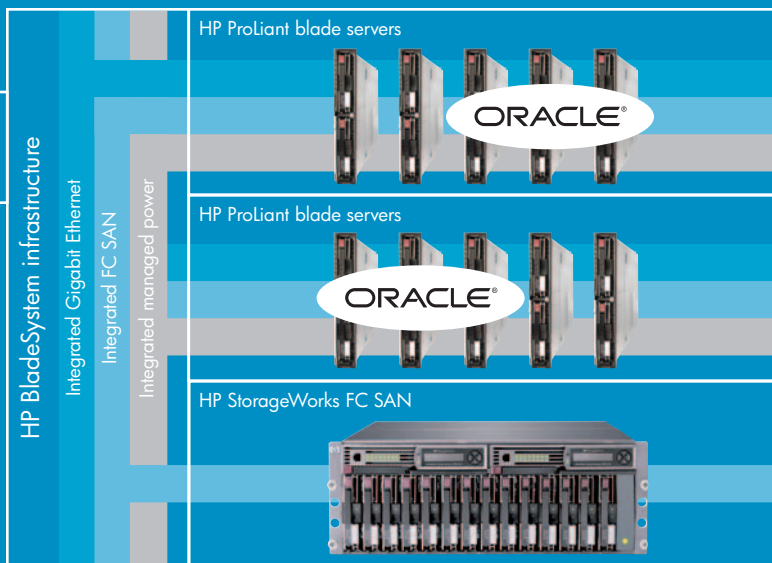 HP BladeSystem infrastructure
Integrated Gigabit Ethernet
Integrated FC SAN
Integrated managed power
HP ProLiant blade servers
ORACLE®
HP ProLiant blade servers
ORACLE®
HP StorageWorks FC SAN